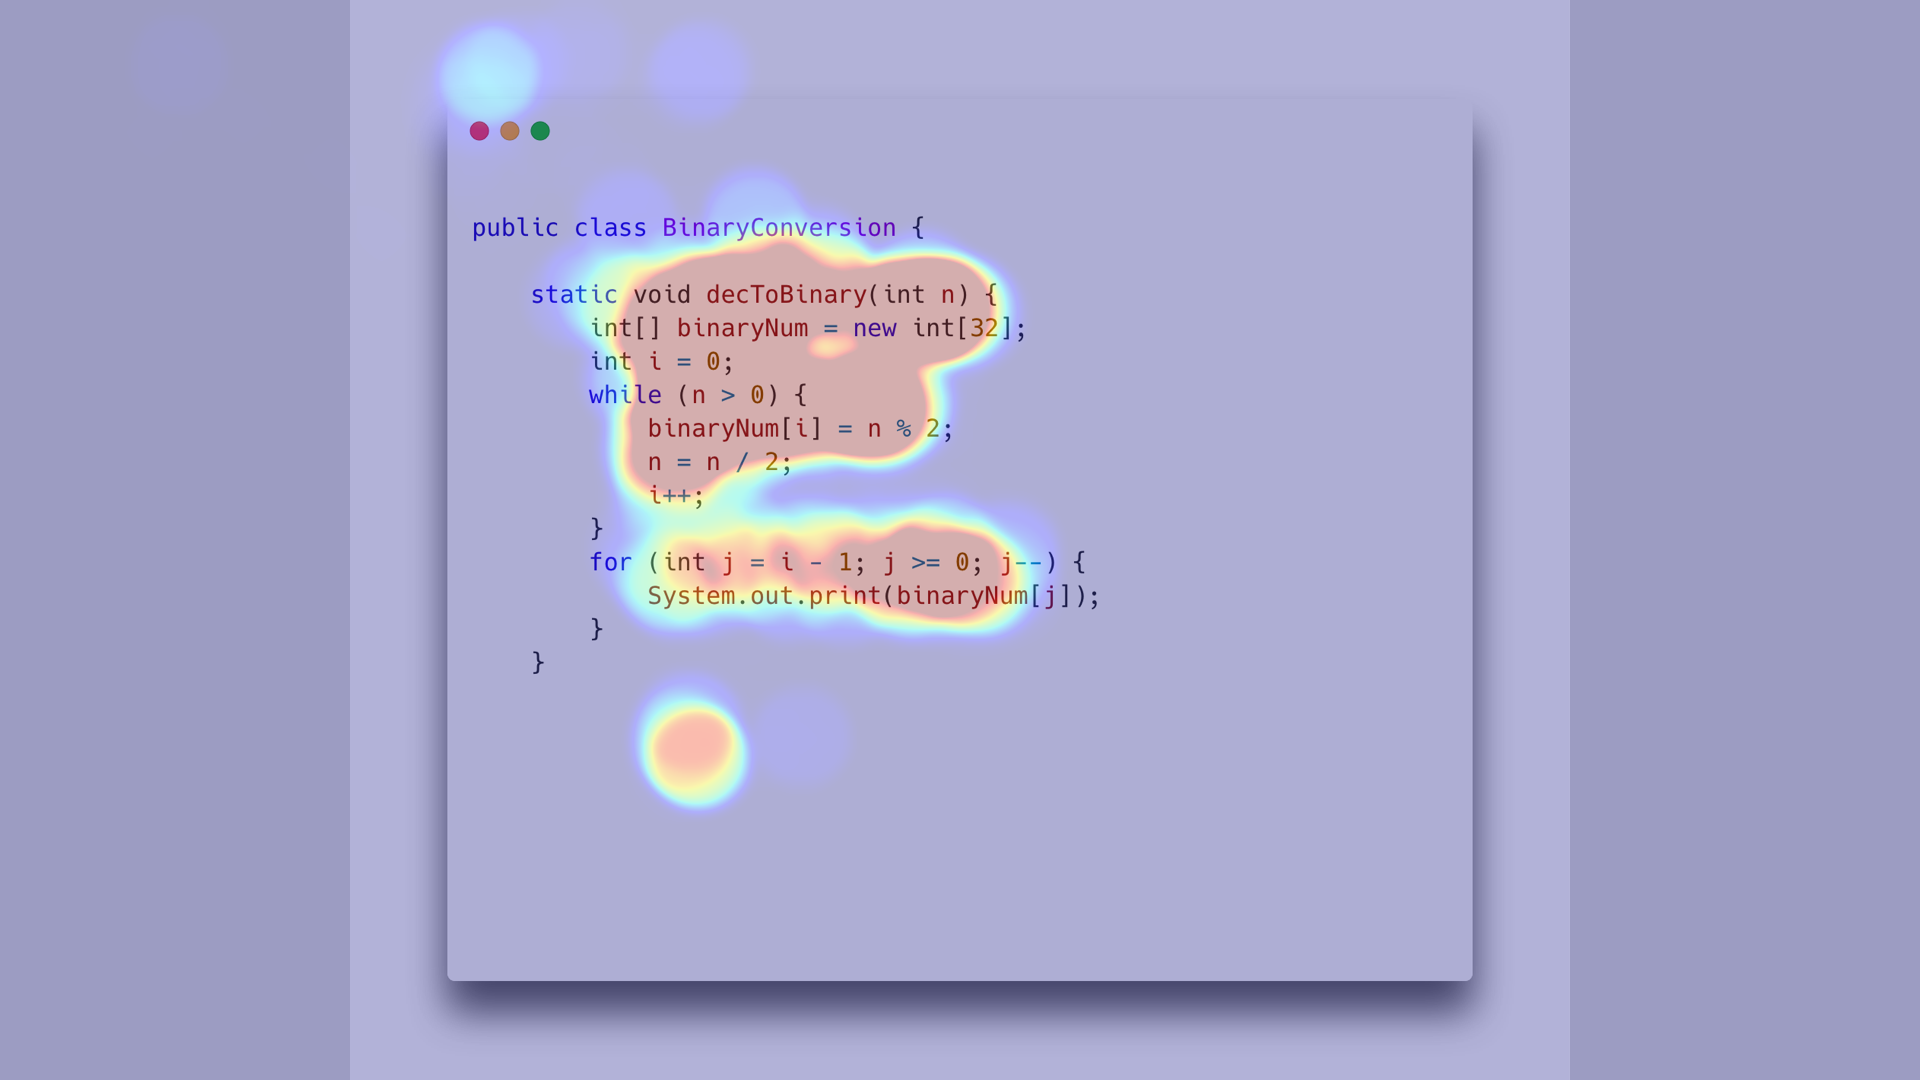 public class BinaryConversion {
static void decToBinary(int n) {
int[] binaryNum = new int[32];
int i = 0;
while (n > 0) {
binaryNum[i] = n % 2;
n = n / 2;
i++;
}
for (int j = i - 1; j >= 0; j--) {
System.out.print(binaryNum[j]);
}
}